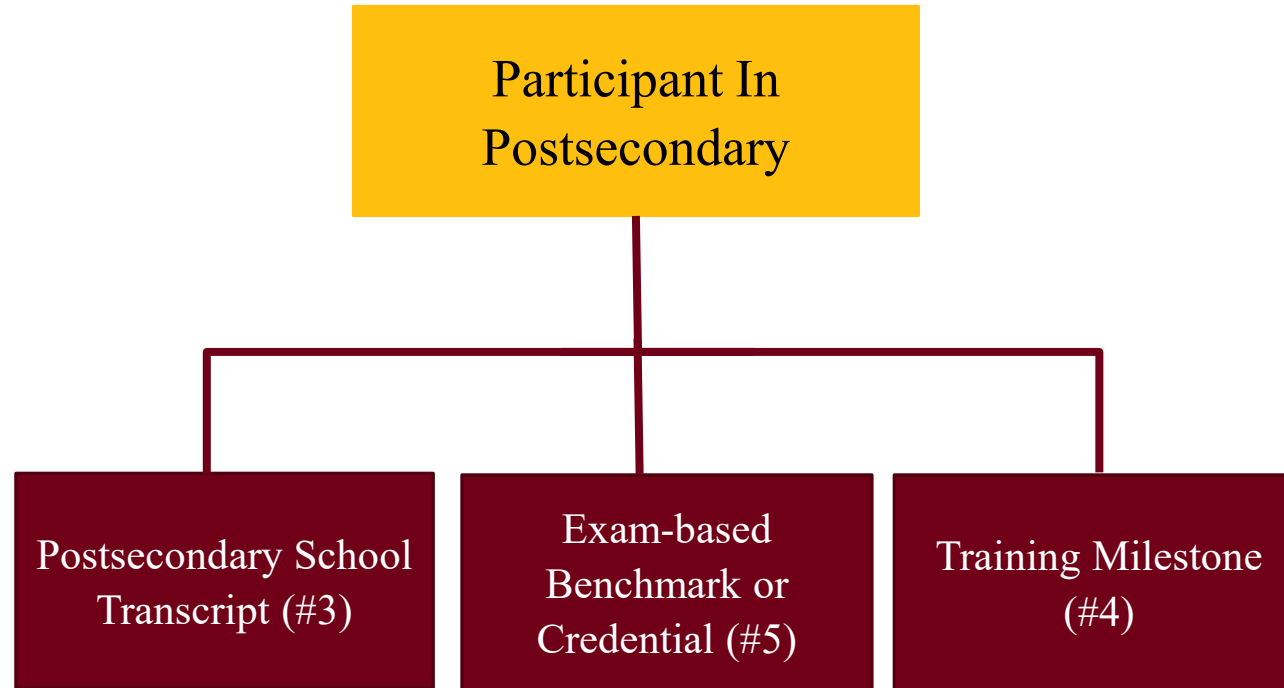 Participant In
Postsecondary
Postsecondary School
Transcript (#3)
Exam-based
Benchmark or
Credential (#5)
Training Milestone
(#4)